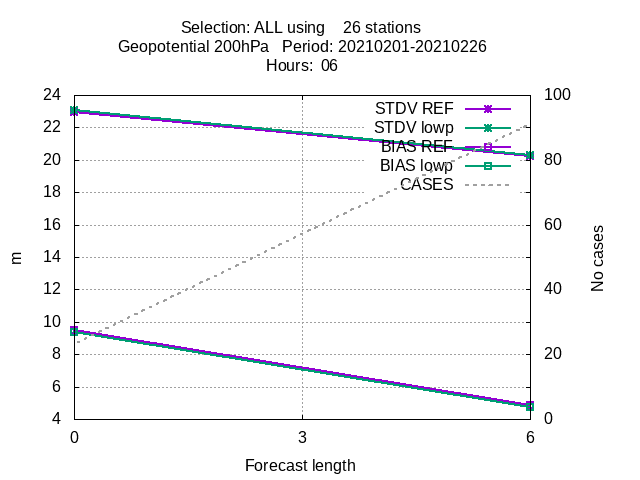 Selection: ALL using    26 stations
Geopotential 200hPa   Period: 20210201-20210226
Hours:  06
24
22
20
18
16
14
12
10
8
6
4
m
100
80
60
40
20
0
No cases
STDV REF
STDV lowp
BIAS REF
BIAS lowp
CASES
0
3
6
Forecast length